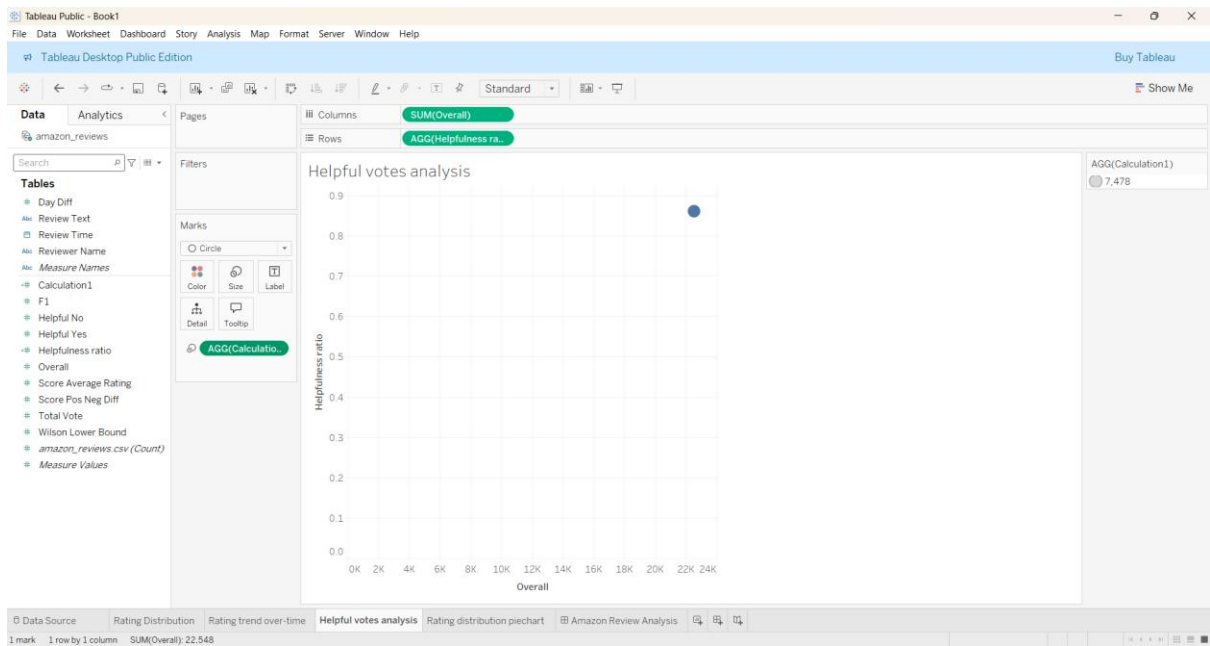 Tableau Public - Book1
File Data Worksheet Dashboard Story Analysis Map Format Server Window Help
Tableau Desktop Public Edition
Buy Tableau
Standard
Show Me
Data Analytics
amazon_reviews
Search
Tables
# Day Diff
Abc Review Text
Review Time
Abc Reviewer Name
Abc Measure Names
=# Calculation1
# F1
# Helpful No
# Helpful Yes
=# Helpfulness ratio
# Overall
# Score Average Rating
# Score Pos Neg Diff
# Total Vote
# Wilson Lower Bound
# amazon_reviews.csv (Count)
# Measure Values
Pages
Filters
Marks
Circle
Color Size Label
Detail Tooltip
AGG(Calculatio..
Columns SUM(Overall)
Rows AGG(Helpfulness ra..
Helpful votes analysis
0.9
0.8
0.7
0.6
0.5
0.4
0.3
0.2
0.1
0.0
Helpfulness ratio
0K 2K 4K 6K 8K 10K 12K 14K 16K 18K 20K 22K 24K
Overall
AGG(Calculation1)
7,478
Data Source Rating Distribution Rating trend over-time Helpful votes analysis Rating distribution piechart Amazon Review Analysis
1 mark 1 row by 1 column SUM(Overall): 22,548